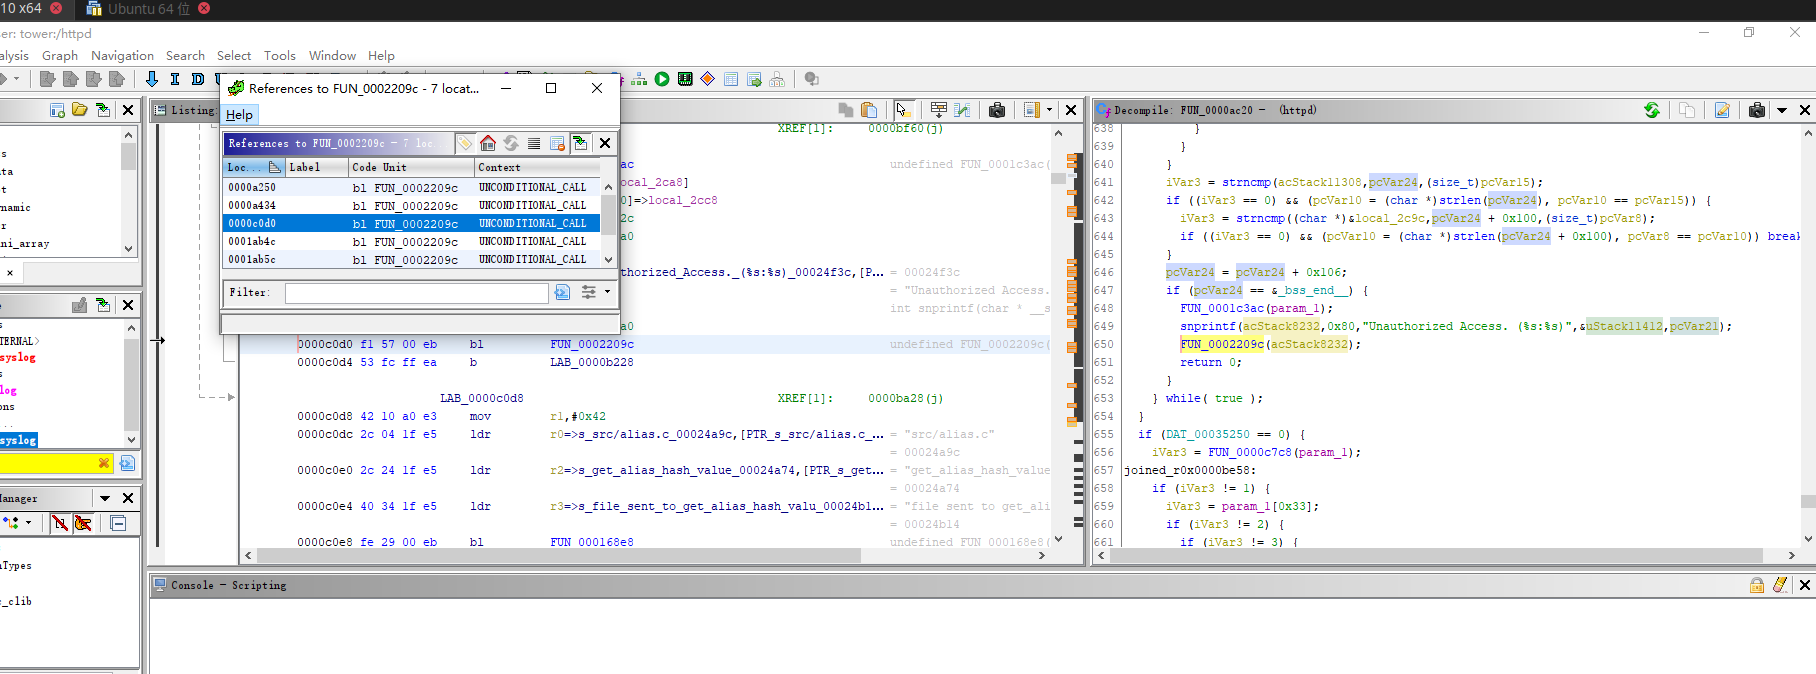 10 x64
Ubuntu 64 位
ser: tower:/httpd
alysis Graph Navigation Search Select Tools Window Help
I D
References to FUN_0002209c - 7 locat...
Help
References to FUN_0002209c - 7 loc
Loc... Label Code Unit Context
0000a250 bl FUN_0002209c UNCONDITIONAL_CALL
0000a434 bl FUN_0002209c UNCONDITIONAL_CALL
0000c0d0 bl FUN_0002209c UNCONDITIONAL_CALL
0001ab4c bl FUN_0002209c UNCONDITIONAL_CALL
0001ab5c bl FUN_0002209c UNCONDITIONAL_CALL
Filter:
s
ta
t
ynamic
r
ni_array
TERNAL>
syslog
s
log
ons
...
syslog
Manager
nTypes
c_clib
Listing:
XREF[1]: 0000bf60(j)
ac undefined FUN_0001c3ac(
ocal_2ca8]
0]=>local_2cc8
2c
a0
uthorized_Access._(%s:%s)_00024f3c,[P... = 00024f3c
= "Unauthorized Access.
int snprintf(char * __s
a0
0000c0d0 f1 57 00 eb bl FUN_0002209c undefined FUN_0002209c(
0000c0d4 53 fc ff ea b LAB_0000b228
LAB_0000c0d8 XREF[1]: 0000ba28(j)
0000c0d8 42 10 a0 e3 mov r1,#0x42
0000c0dc 2c 04 1f e5 ldr r0=>s_src/alias.c_00024a9c,[PTR_s_src/alias.c_... = "src/alias.c"
= 00024a9c
0000c0e0 2c 24 1f e5 ldr r2=>s_get_alias_hash_value_00024a74,[PTR_s_get... = "get_alias_hash_value
= 00024a74
0000c0e4 40 34 1f e5 ldr r3=>s_file_sent_to_get_alias_hash_valu_00024b1... = "file sent to get_ali
= 00024b14
0000c0e8 fe 29 00 eb bl FUN_000168e8 undefined FUN_000168e8(
Decompile: FUN_0000ac20 - (httpd)
638 }
639 }
640 }
641 iVar3 = strncmp(acStack11308,pcVar24,(size_t)pcVar15);
642 if ((iVar3 == 0) && (pcVar10 = (char *)strlen(pcVar24), pcVar10 == pcVar15)) {
643 iVar3 = strncmp((char *)&local_2c9c,pcVar24 + 0x100,(size_t)pcVar8);
644 if ((iVar3 == 0) && (pcVar10 = (char *)strlen(pcVar24 + 0x100), pcVar8 == pcVar10)) break
645 }
646 pcVar24 = pcVar24 + 0x106;
647 if (pcVar24 == &_bss_end__) {
648 FUN_0001c3ac(param_1);
649 snprintf(acStack8232,0x80,"Unauthorized Access. (%s:%s)",&uStack11412,pcVar21);
650 FUN_0002209c(acStack8232);
651 return 0;
652 }
653 } while( true );
654 }
655 if (DAT_00035250 == 0) {
656 iVar3 = FUN_0000c7c8(param_1);
657 joined_r0x0000be58:
658 if (iVar3 != 1) {
659 iVar3 = param_1[0x33];
660 if (iVar3 != 2) {
661 if (iVar3 != 3) {
Console - Scripting